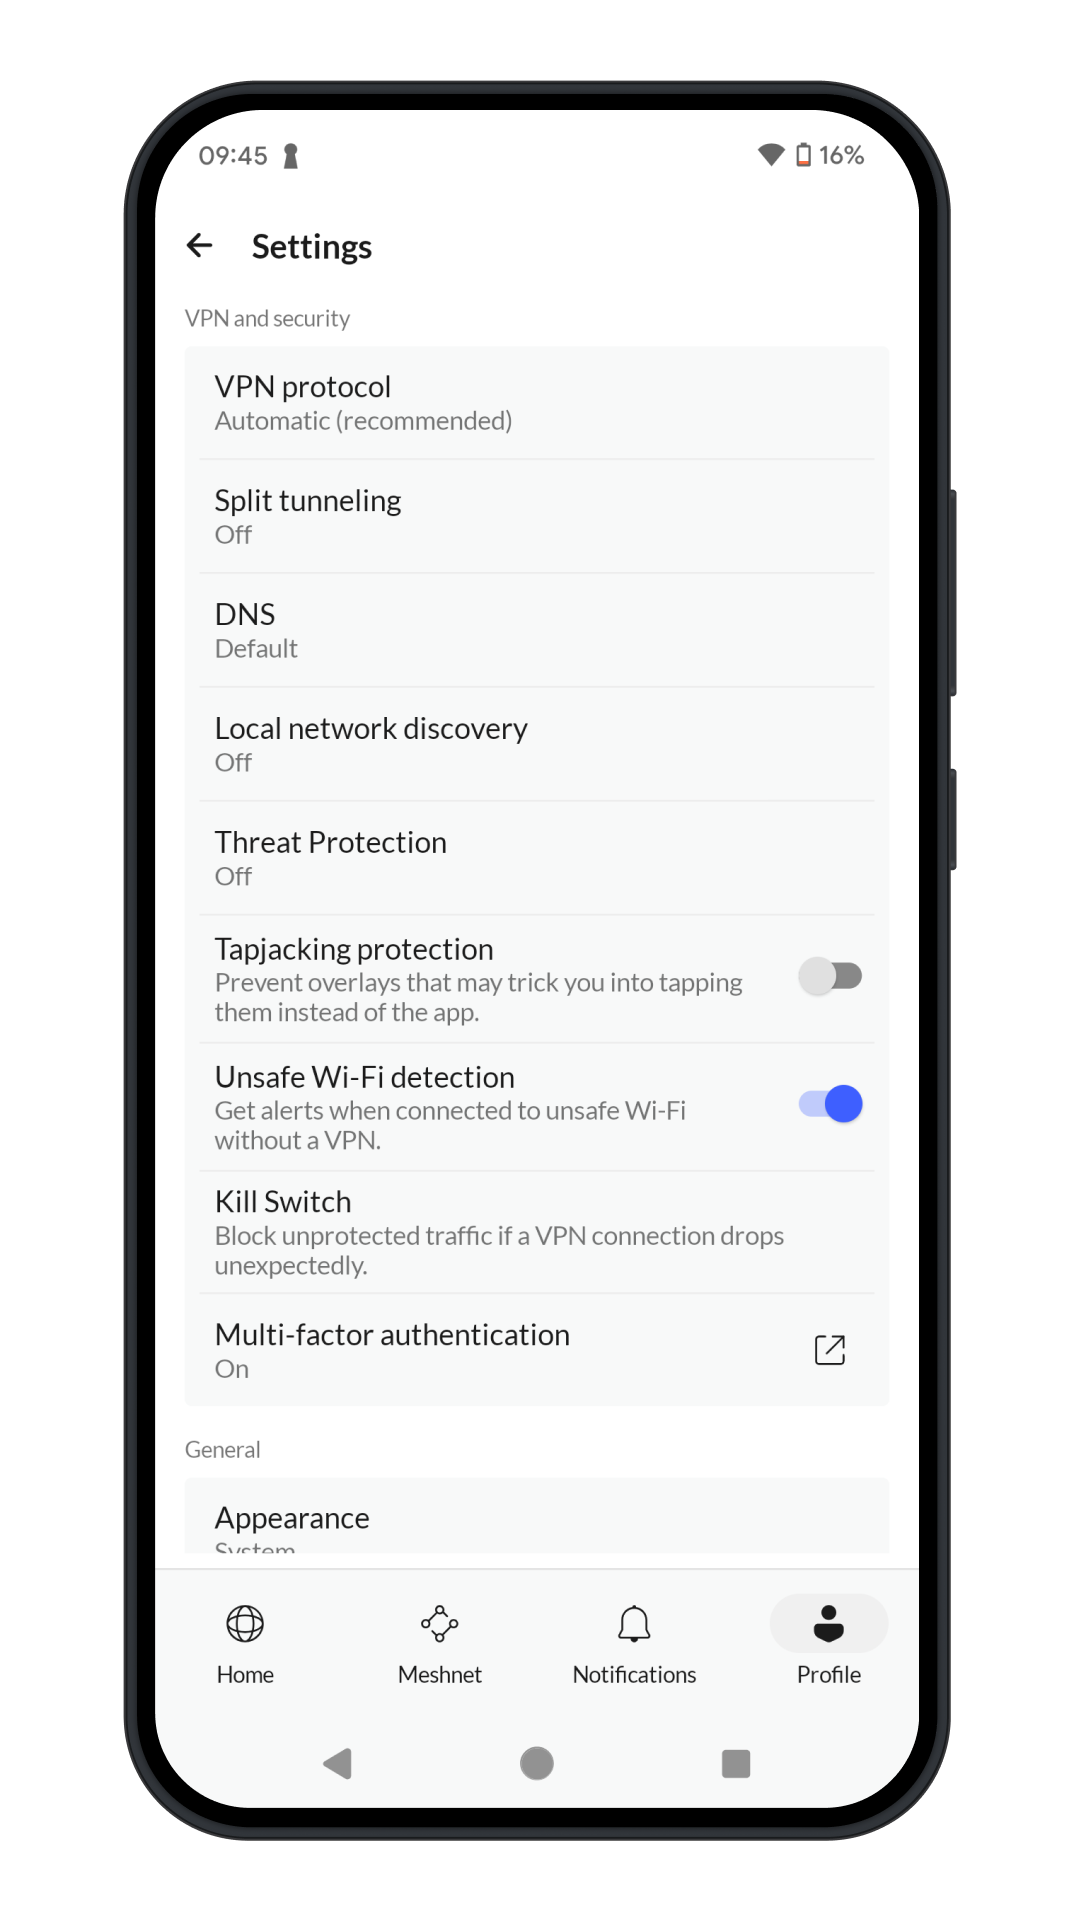 09:45 16%
Settings
VPN and security
VPN protocol
Automatic (recommended)
Split tunneling
Off
DNS
Default
Local network discovery
Off
Threat Protection
Off
Tapjacking protection
Prevent overlays that may trick you into tapping
them instead of the app.
Unsafe Wi-Fi detection
Get alerts when connected to unsafe Wi-Fi
without a VPN.
Kill Switch
Block unprotected traffic if a VPN connection drops
unexpectedly.
Multi-factor authentication
On
General
Appearance
System
Home Meshnet Notifications Profile